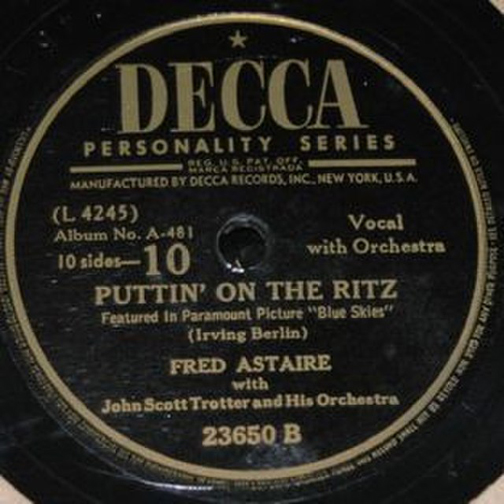 DECCA
PERSONALITY SERIES
REG. U.S. PAT. OFF.
MARCA REGISTRADA
MANUFACTURED BY DECCA RECORDS, INC., NEW YORK, U.S.A.
(L 4245)
Album No. A-481
10 sides—10
Vocal
with Orchestra
PUTTIN' ON THE RITZ
Featured In Paramount Picture "Blue Skies"
(Irving Berlin)
FRED ASTAIRE
with
John Scott Trotter and His Orchestra
23650 B